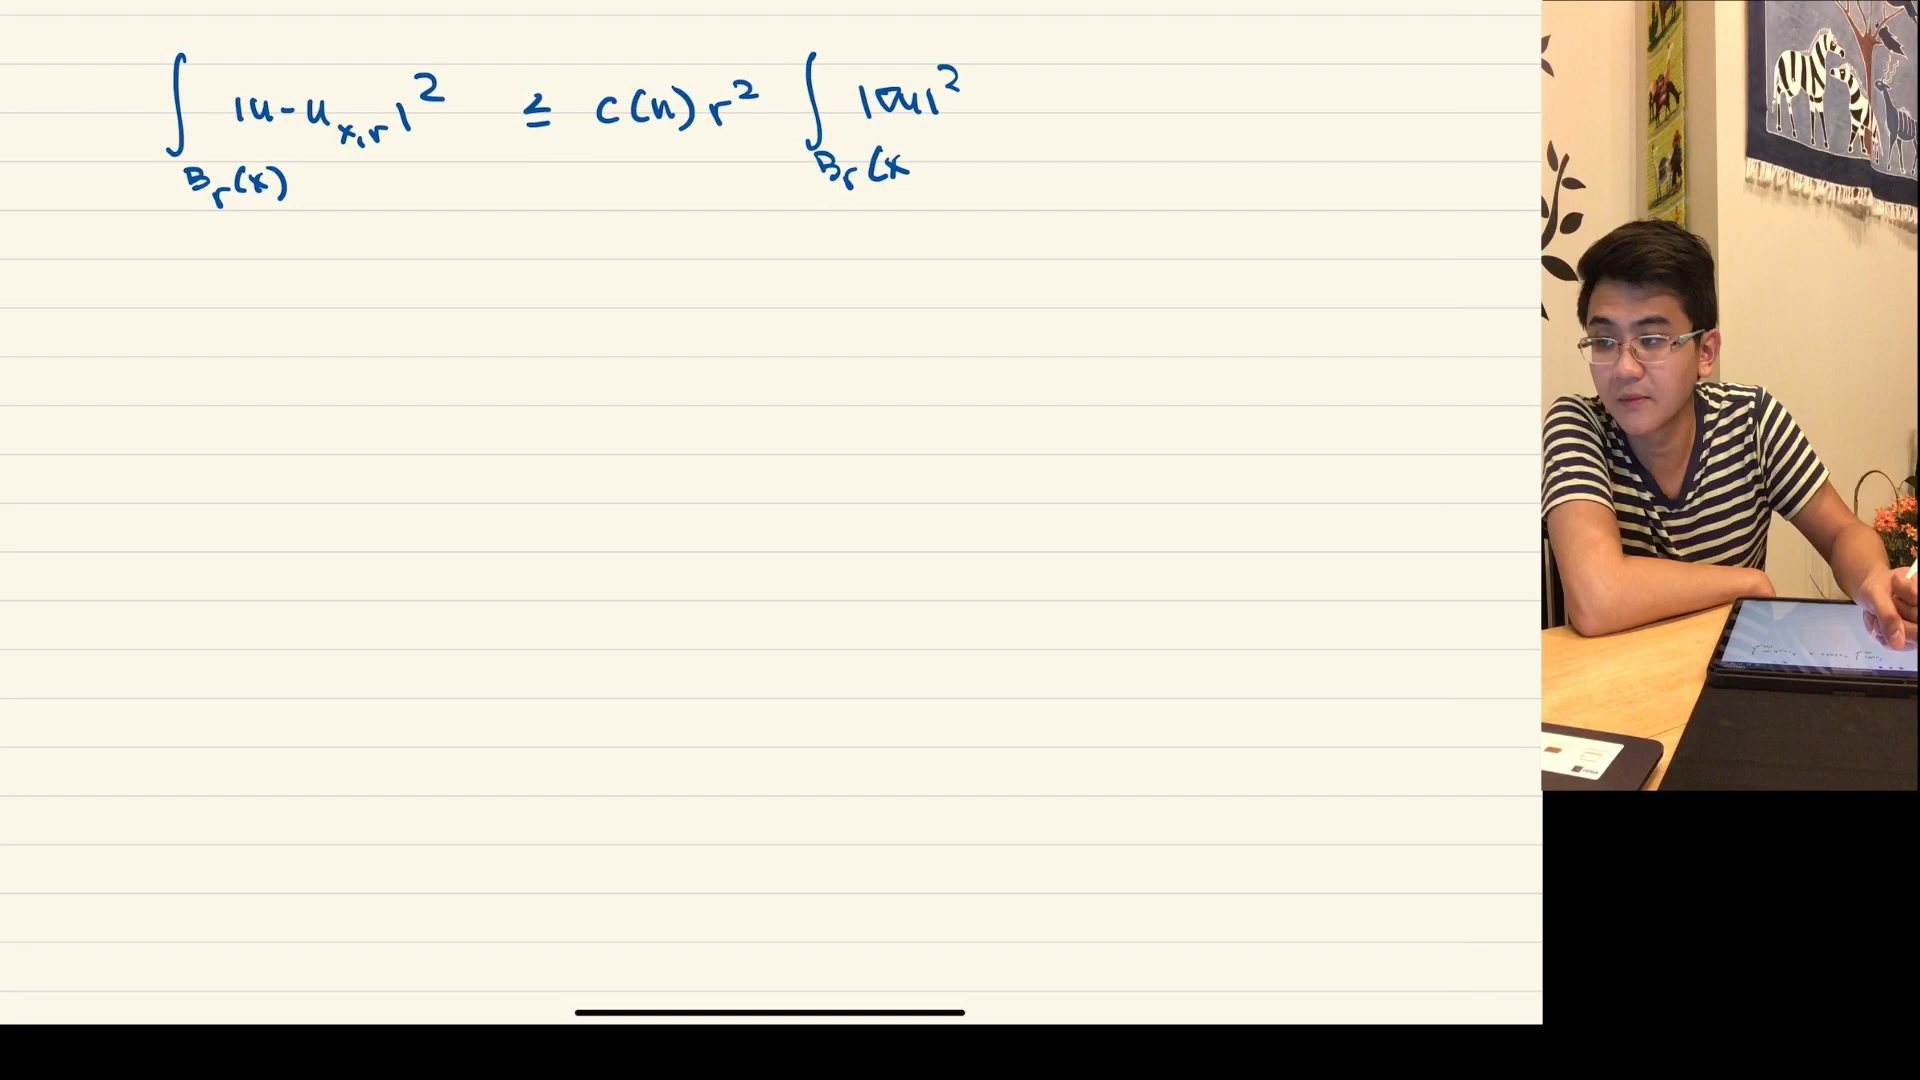 ∫_{B_r(x)} |u - u_{x,r}|² ≤ c(n) r² ∫_{B_r(x} |∇u|²